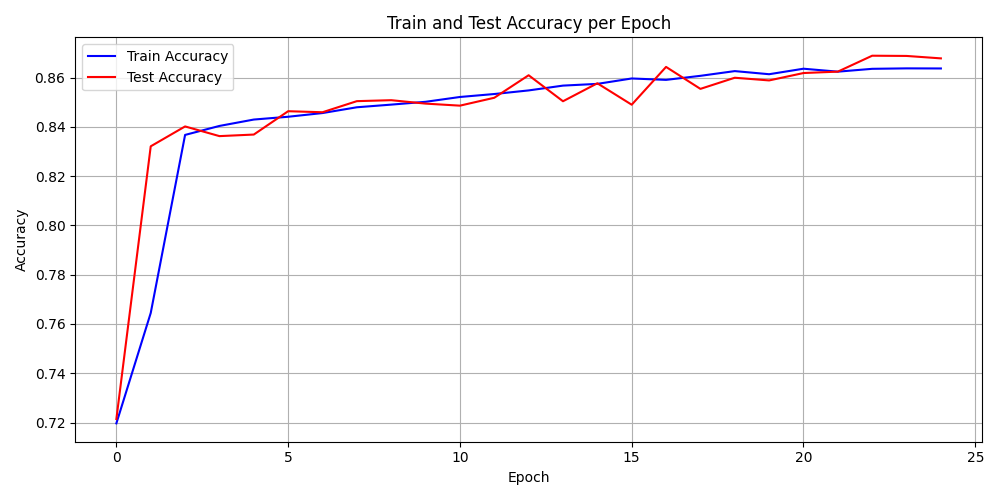 Train and Test Accuracy per Epoch
Train Accuracy
Test Accuracy
0.86
0.84
0.82
0.80
0.78
0.76
0.74
0.72
Accuracy
0 5 10 15 20 25
Epoch